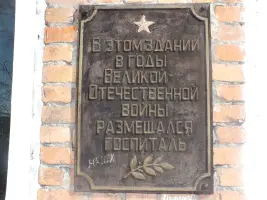 В ЭТОМ ЗДАНИИ
В ГОДЫ
ВЕЛИКОЙ
ОТЕЧЕСТВЕННОЙ
ВОЙНЫ
РАЗМЕЩАЛСЯ
ГОСПИТАЛЬ